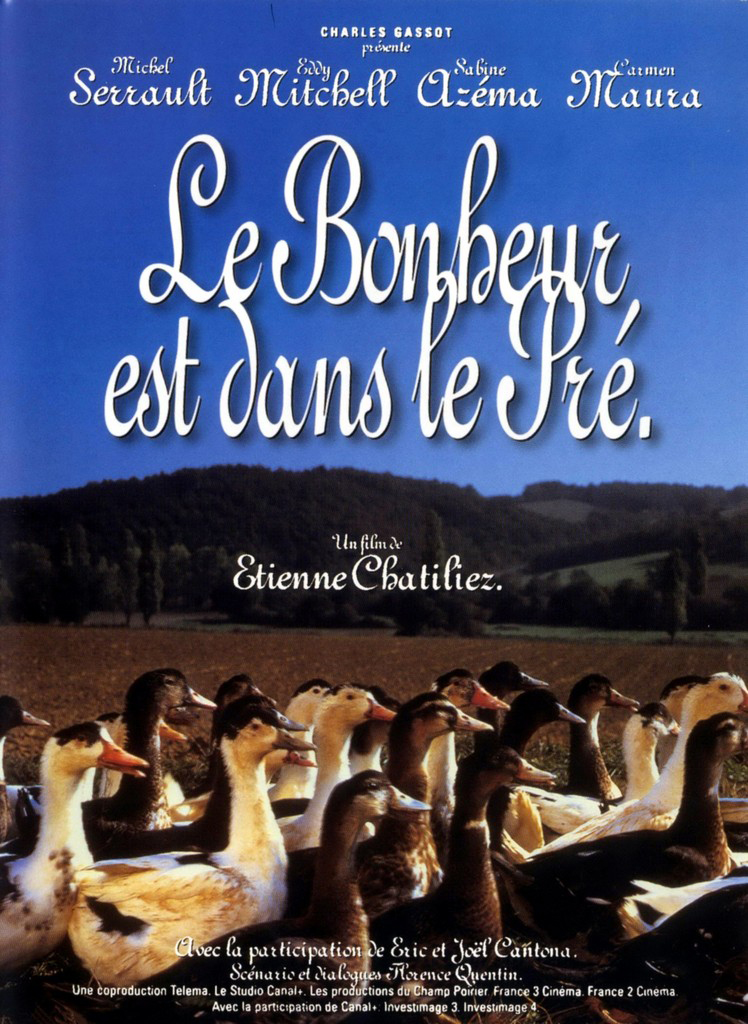 CHARLES GASSOT
présente
Michel Serrault Eddy Mitchell Sabine Azéma Carmen Maura
Le Bonheur
est dans le Pré.
Un film de
Etienne Chatiliez.
Avec la participation de Eric et Joël Cantona.
Scénario et dialogues Florence Quentin.
Une coproduction Telema. Le Studio Canal+. Les productions du Champ Poirier France 3 Cinéma. France 2 Cinéma.
Avec la participation de Canal+. Investimage 3. Investimage 4